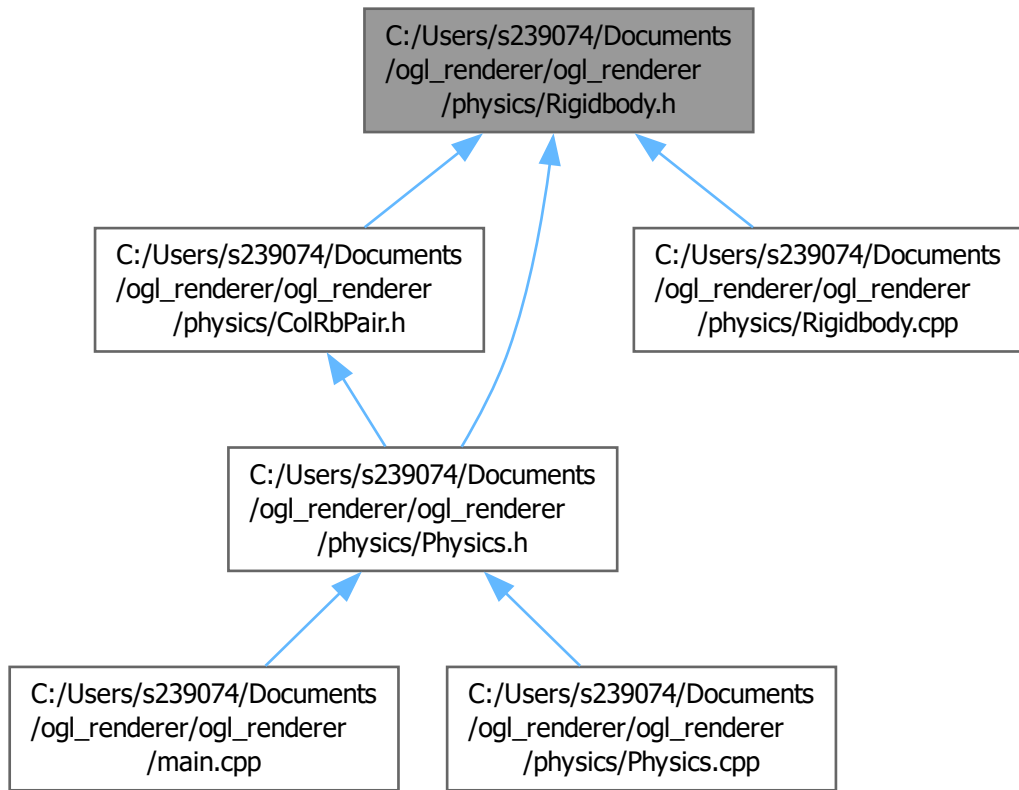 C:/Users/s239074/Documents
/ogl_renderer/ogl_renderer
/physics/Rigidbody.h
C:/Users/s239074/Documents
/ogl_renderer/ogl_renderer
/physics/ColRbPair.h
C:/Users/s239074/Documents
/ogl_renderer/ogl_renderer
/physics/Rigidbody.cpp
C:/Users/s239074/Documents
/ogl_renderer/ogl_renderer
/physics/Physics.h
C:/Users/s239074/Documents
/ogl_renderer/ogl_renderer
/main.cpp
C:/Users/s239074/Documents
/ogl_renderer/ogl_renderer
/physics/Physics.cpp